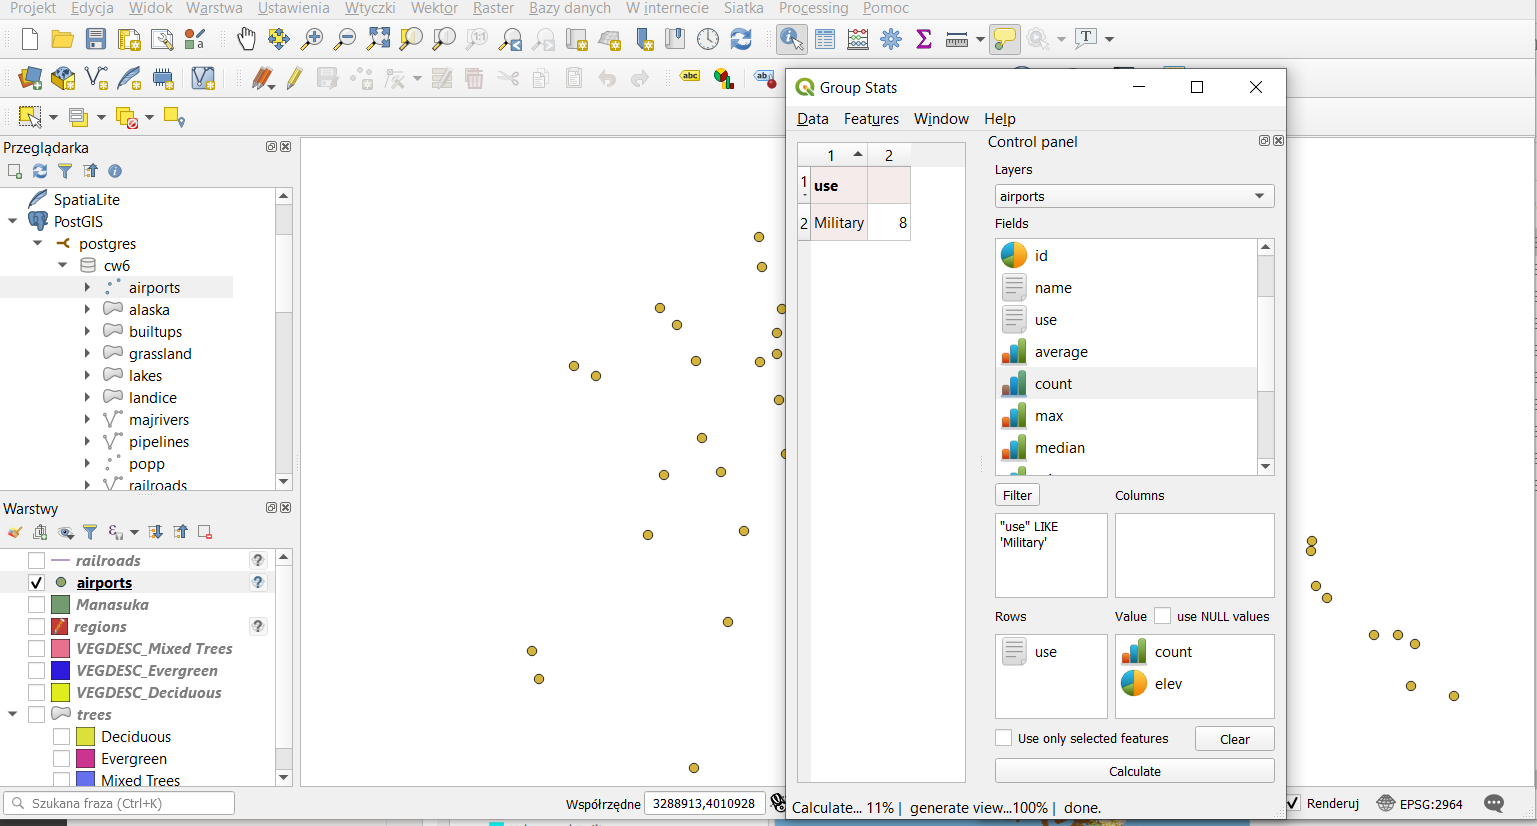 Projekt Edycja Widok Warstwa Ustawienia Wtyczki Wektor Raster Bazy danych W internecie Siatka Processing Pomoc
1:1
T
abc
ab
Przeglądarka
SpatiaLite
PostGIS
postgres
cw6
airports
alaska
builtups
grassland
lakes
landice
majrivers
pipelines
popp
railroads
Warstwy
railroads ?
airports ?
Manasuka
regions ?
VEGDESC_Mixed Trees
VEGDESC_Evergreen
VEGDESC_Deciduous
trees
Deciduous
Evergreen
Mixed Trees
Szukana fraza (Ctrl+K)
Współrzędne 3288913,4010928
Renderuj EPSG:2964
Group Stats
Data Features Window Help
1 2
1 use
2 Military 8
Control panel
Layers
airports
Fields
id
name
use
average
count
max
median
Filter Columns
"use" LIKE
'Military'
Rows Value use NULL values
use count
elev
Use only selected features Clear
Calculate
Calculate... 11% | generate view...100% | done.